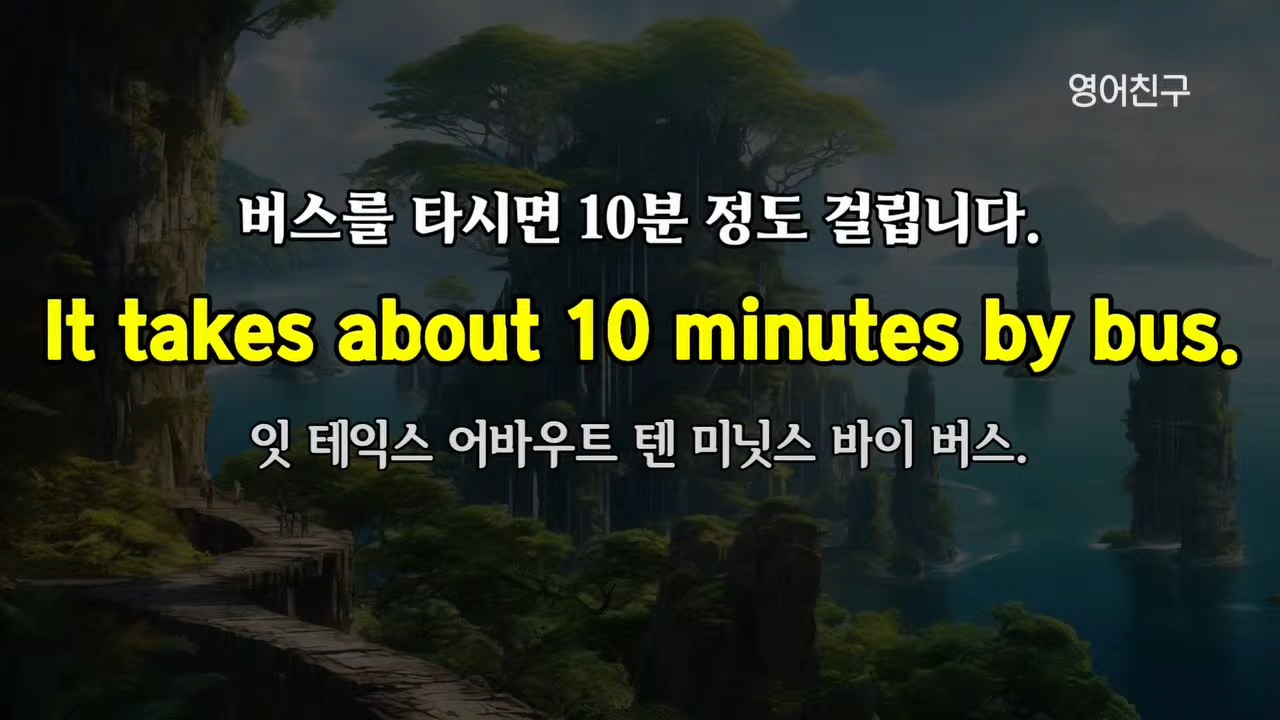 영어친구
버스를 타시면 10분 정도 걸립니다.
It takes about 10 minutes by bus.
잇 테익스 어바우트 텐 미닛스 바이 버스.